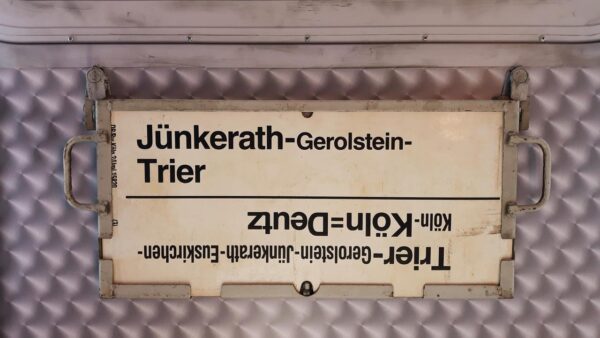 Jünkerath-Gerolstein-
Trier
Trier-Gerolstein-Jünkerath-Euskirchen-
Köln-Köln=Deutz